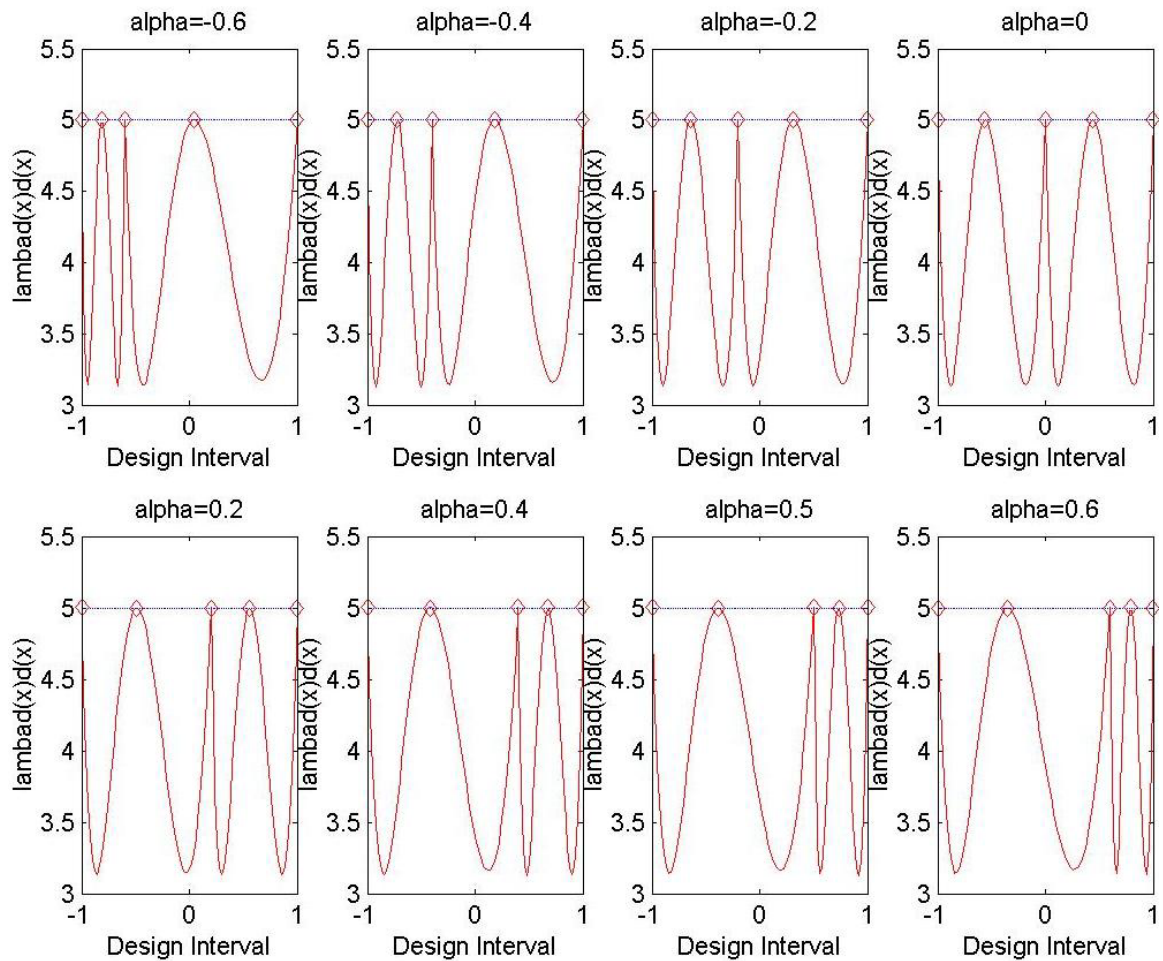 alpha=-0.6 alpha=-0.4 alpha=-0.2 alpha=0
5.5 5.5 5.5 5.5
5 5 5 5
4.5 4.5 4.5 4.5
4 4 4 4
3.5 3.5 3.5 3.5
3 3 3 3
lambad(x)d(x) lambad(x)d(x) lambad(x)d(x) lambad(x)d(x)
-1 0 1 -1 0 1 -1 0 1 -1 0 1
Design Interval Design Interval Design Interval Design Interval
alpha=0.2 alpha=0.4 alpha=0.5 alpha=0.6
5.5 5.5 5.5 5.5
5 5 5 5
4.5 4.5 4.5 4.5
4 4 4 4
3.5 3.5 3.5 3.5
3 3 3 3
lambad(x)d(x) lambad(x)d(x) lambad(x)d(x) lambad(x)d(x)
-1 0 1 -1 0 1 -1 0 1 -1 0 1
Design Interval Design Interval Design Interval Design Interval